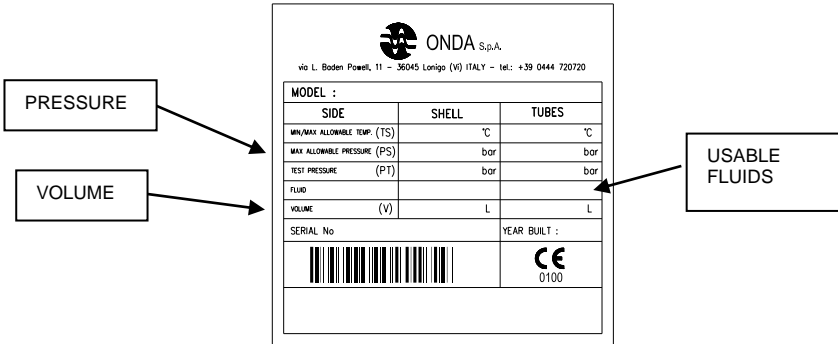 ONDA S.p.A.
via L. Baden Powell, 11 - 36045 Lonigo (Vi) ITALY - tel.: +39 0444 720720
MODEL :
SIDE SHELL TUBES
MIN/MAX ALLOWABLE TEMP. (TS) °C °C
MAX ALLOWABLE PRESSURE (PS) bar bar
TEST PRESSURE (PT) bar bar
FLUID
VOLUME (V) L L
SERIAL No YEAR BUILT :
CE
0100
PRESSURE
VOLUME
USABLE
FLUIDS